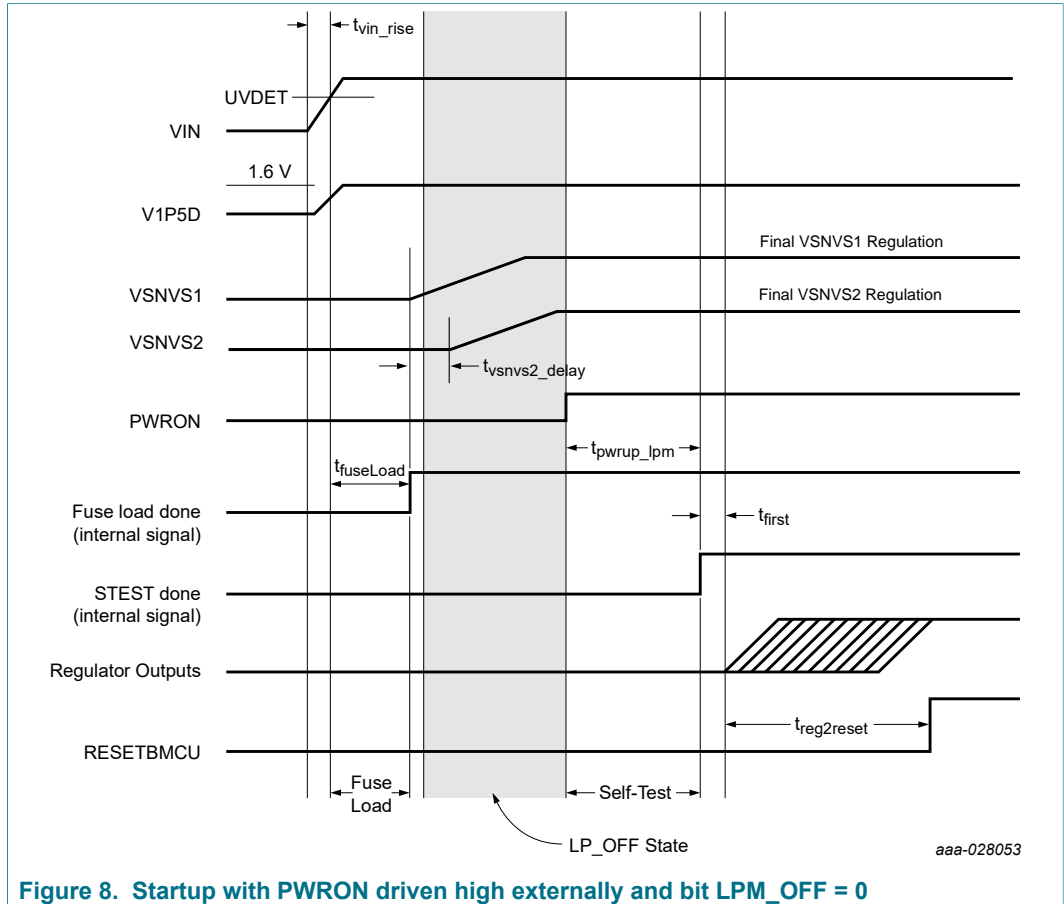 tvin_rise
UVDET
VIN
1.6 V
V1P5D
Final VSNVS1 Regulation
VSNVS1
Final VSNVS2 Regulation
VSNVS2
tvsnvs2_delay
PWRON
tpwrup_lpm
tfuseLoad
Fuse load done
(internal signal)
tfirst
STEST done
(internal signal)
Regulator Outputs
treg2reset
RESETBMCU
Fuse
Load
Self-Test
LP_OFF State
aaa-028053
Figure 8. Startup with PWRON driven high externally and bit LPM_OFF = 0